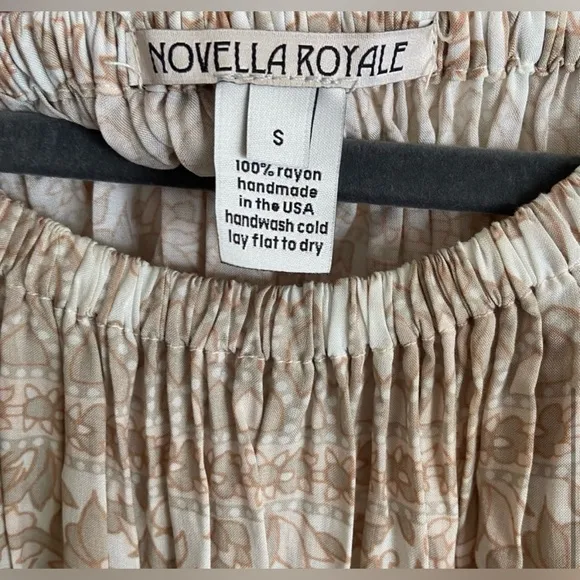 NOVELLA ROYALE
S
100% rayon
handmade
in the USA
handwash cold
lay flat to dry